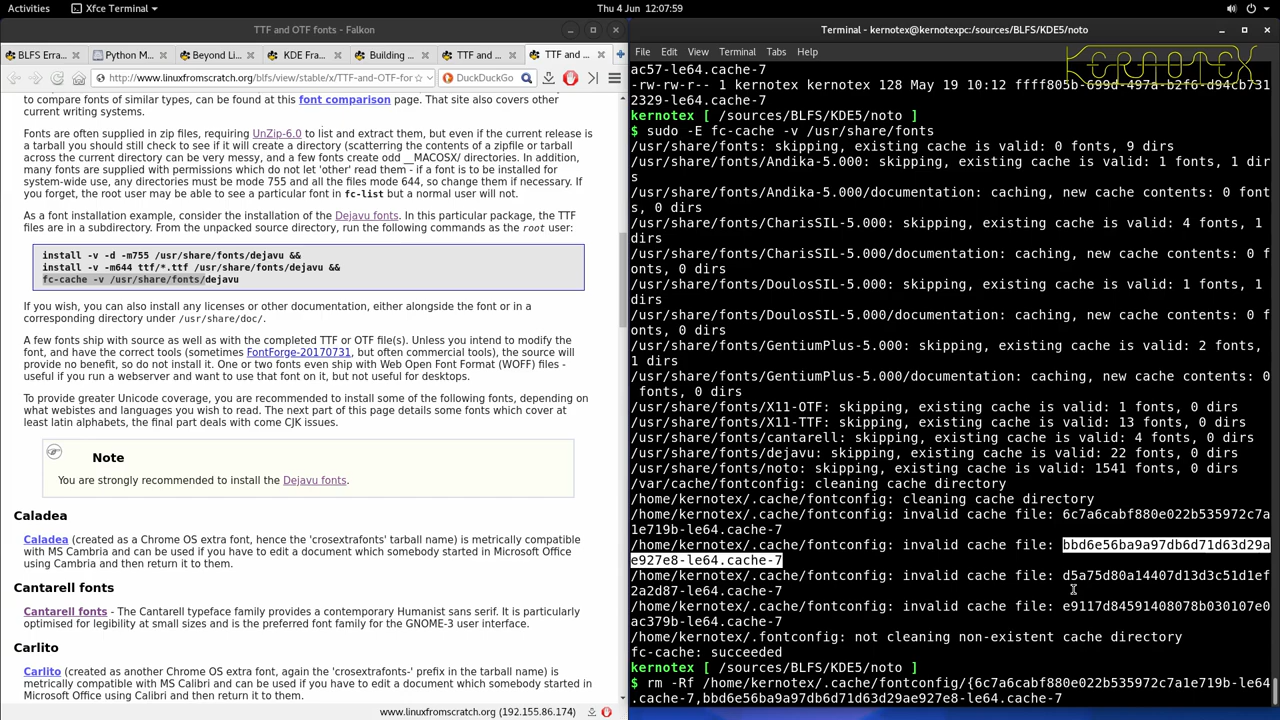 Activities
Xfce Terminal
Thu 4 Jun 12:07:59
TTF and OTF fonts - Falkon
BLFS Erra...
Python M...
Beyond Li...
KDE Fra...
Building ...
TTF and ...
TTF and ...
http://www.linuxfromscratch.org/blfs/view/stable/x/TTF-and-OTF-for
DuckDuckGo
to compare fonts of similar types, can be found at this font comparison page. That site also covers other
current writing systems.
Fonts are often supplied in zip files, requiring UnZip-6.0 to list and extract them, but even if the current release is
a tarball you should still check to see if it will create a directory (scattering the contents of a zipfile or tarball
across the current directory can be very messy, and a few fonts create odd __MACOSX/ directories. In addition,
many fonts are supplied with permissions which do not let 'other' read them - if a font is to be installed for
system-wide use, any directories must be mode 755 and all the files mode 644, so change them if necessary. If
you forget, the root user may be able to see a particular font in fc-list but a normal user will not.
As a font installation example, consider the installation of the Dejavu fonts. In this particular package, the TTF
files are in a subdirectory. From the unpacked source directory, run the following commands as the root user:
install -v -d -m755 /usr/share/fonts/dejavu &&
install -v -m644 ttf/*.ttf /usr/share/fonts/dejavu &&
fc-cache -v /usr/share/fonts/dejavu
If you wish, you can also install any licenses or other documentation, either alongside the font or in a
corresponding directory under /usr/share/doc/.
A few fonts ship with source as well as with the completed TTF or OTF file(s). Unless you intend to modify the
font, and have the correct tools (sometimes FontForge-20170731, but often commercial tools), the source will
provide no benefit, so do not install it. One or two fonts even ship with Web Open Font Format (WOFF) files -
useful if you run a webserver and want to use that font on it, but not useful for desktops.
To provide greater Unicode coverage, you are recommended to install some of the following fonts, depending on
what webistes and languages you wish to read. The next part of this page details some fonts which cover at
least latin alphabets, the final part deals with come CJK issues.
Note
You are strongly recommended to install the Dejavu fonts.
Caladea
Caladea (created as a Chrome OS extra font, hence the 'crosextrafonts' tarball name) is metrically compatible
with MS Cambria and can be used if you have to edit a document which somebody started in Microsoft Office
using Cambria and then return it to them.
Cantarell fonts
Cantarell fonts - The Cantarell typeface family provides a contemporary Humanist sans serif. It is particularly
optimised for legibility at small sizes and is the preferred font family for the GNOME-3 user interface.
Carlito
Carlito (created as another Chrome OS extra font, again the 'crosextrafonts-' prefix in the tarball name) is
metrically compatible with MS Calibri and can be used if you have to edit a document which somebody started in
Microsoft Office using Calibri and then return it to them.
www.linuxfromscratch.org (192.155.86.174)
Terminal - kernotex@kernotexpc:/sources/BLFS/KDE5/noto
File Edit View Terminal Tabs Help
KERNOTEX
ac57-le64.cache-7
-rw-rw-r-- 1 kernotex kernotex 128 May 19 10:12 ffff805b-699d-497a-b2f6-d94cb731
2329-le64.cache-7
kernotex [ /sources/BLFS/KDE5/noto ]
$ sudo -E fc-cache -v /usr/share/fonts
/usr/share/fonts: skipping, existing cache is valid: 0 fonts, 9 dirs
/usr/share/fonts/Andika-5.000: skipping, existing cache is valid: 1 fonts, 1 dir
s
/usr/share/fonts/Andika-5.000/documentation: caching, new cache contents: 0 font
s, 0 dirs
/usr/share/fonts/CharisSIL-5.000: skipping, existing cache is valid: 4 fonts, 1
dirs
/usr/share/fonts/CharisSIL-5.000/documentation: caching, new cache contents: 0 f
onts, 0 dirs
/usr/share/fonts/DoulosSIL-5.000: skipping, existing cache is valid: 1 fonts, 1
dirs
/usr/share/fonts/DoulosSIL-5.000/documentation: caching, new cache contents: 0 f
onts, 0 dirs
/usr/share/fonts/GentiumPlus-5.000: skipping, existing cache is valid: 2 fonts,
1 dirs
/usr/share/fonts/GentiumPlus-5.000/documentation: caching, new cache contents: 0
 fonts, 0 dirs
/usr/share/fonts/X11-OTF: skipping, existing cache is valid: 1 fonts, 0 dirs
/usr/share/fonts/X11-TTF: skipping, existing cache is valid: 13 fonts, 0 dirs
/usr/share/fonts/cantarell: skipping, existing cache is valid: 4 fonts, 0 dirs
/usr/share/fonts/dejavu: skipping, existing cache is valid: 22 fonts, 0 dirs
/usr/share/fonts/noto: skipping, existing cache is valid: 1541 fonts, 0 dirs
/var/cache/fontconfig: cleaning cache directory
/home/kernotex/.cache/fontconfig: cleaning cache directory
/home/kernotex/.cache/fontconfig: invalid cache file: 6c7a6cabf880e022b535972c7a
1e719b-le64.cache-7
/home/kernotex/.cache/fontconfig: invalid cache file: bbd6e56ba9a97db6d71d63d29a
e927e8-le64.cache-7
/home/kernotex/.cache/fontconfig: invalid cache file: d5a75d80a14407d13d3c51d1ef
2a2d87-le64.cache-7
/home/kernotex/.cache/fontconfig: invalid cache file: e9117d84591408078b030107e0
ac379b-le64.cache-7
/home/kernotex/.fontconfig: not cleaning non-existent cache directory
fc-cache: succeeded
kernotex [ /sources/BLFS/KDE5/noto ]
$ rm -Rf /home/kernotex/.cache/fontconfig/{6c7a6cabf880e022b535972c7a1e719b-le64
.cache-7,bbd6e56ba9a97db6d71d63d29ae927e8-le64.cache-7